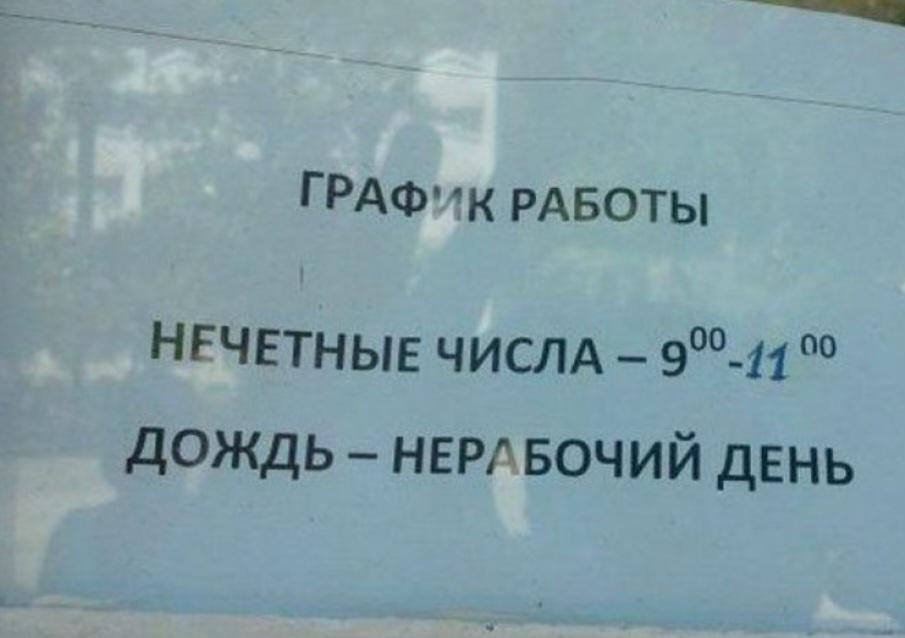 ГРАФИК РАБОТЫ
НЕЧЕТНЫЕ ЧИСЛА – 9⁰⁰-11⁰⁰
ДОЖДЬ – НЕРАБОЧИЙ ДЕНЬ